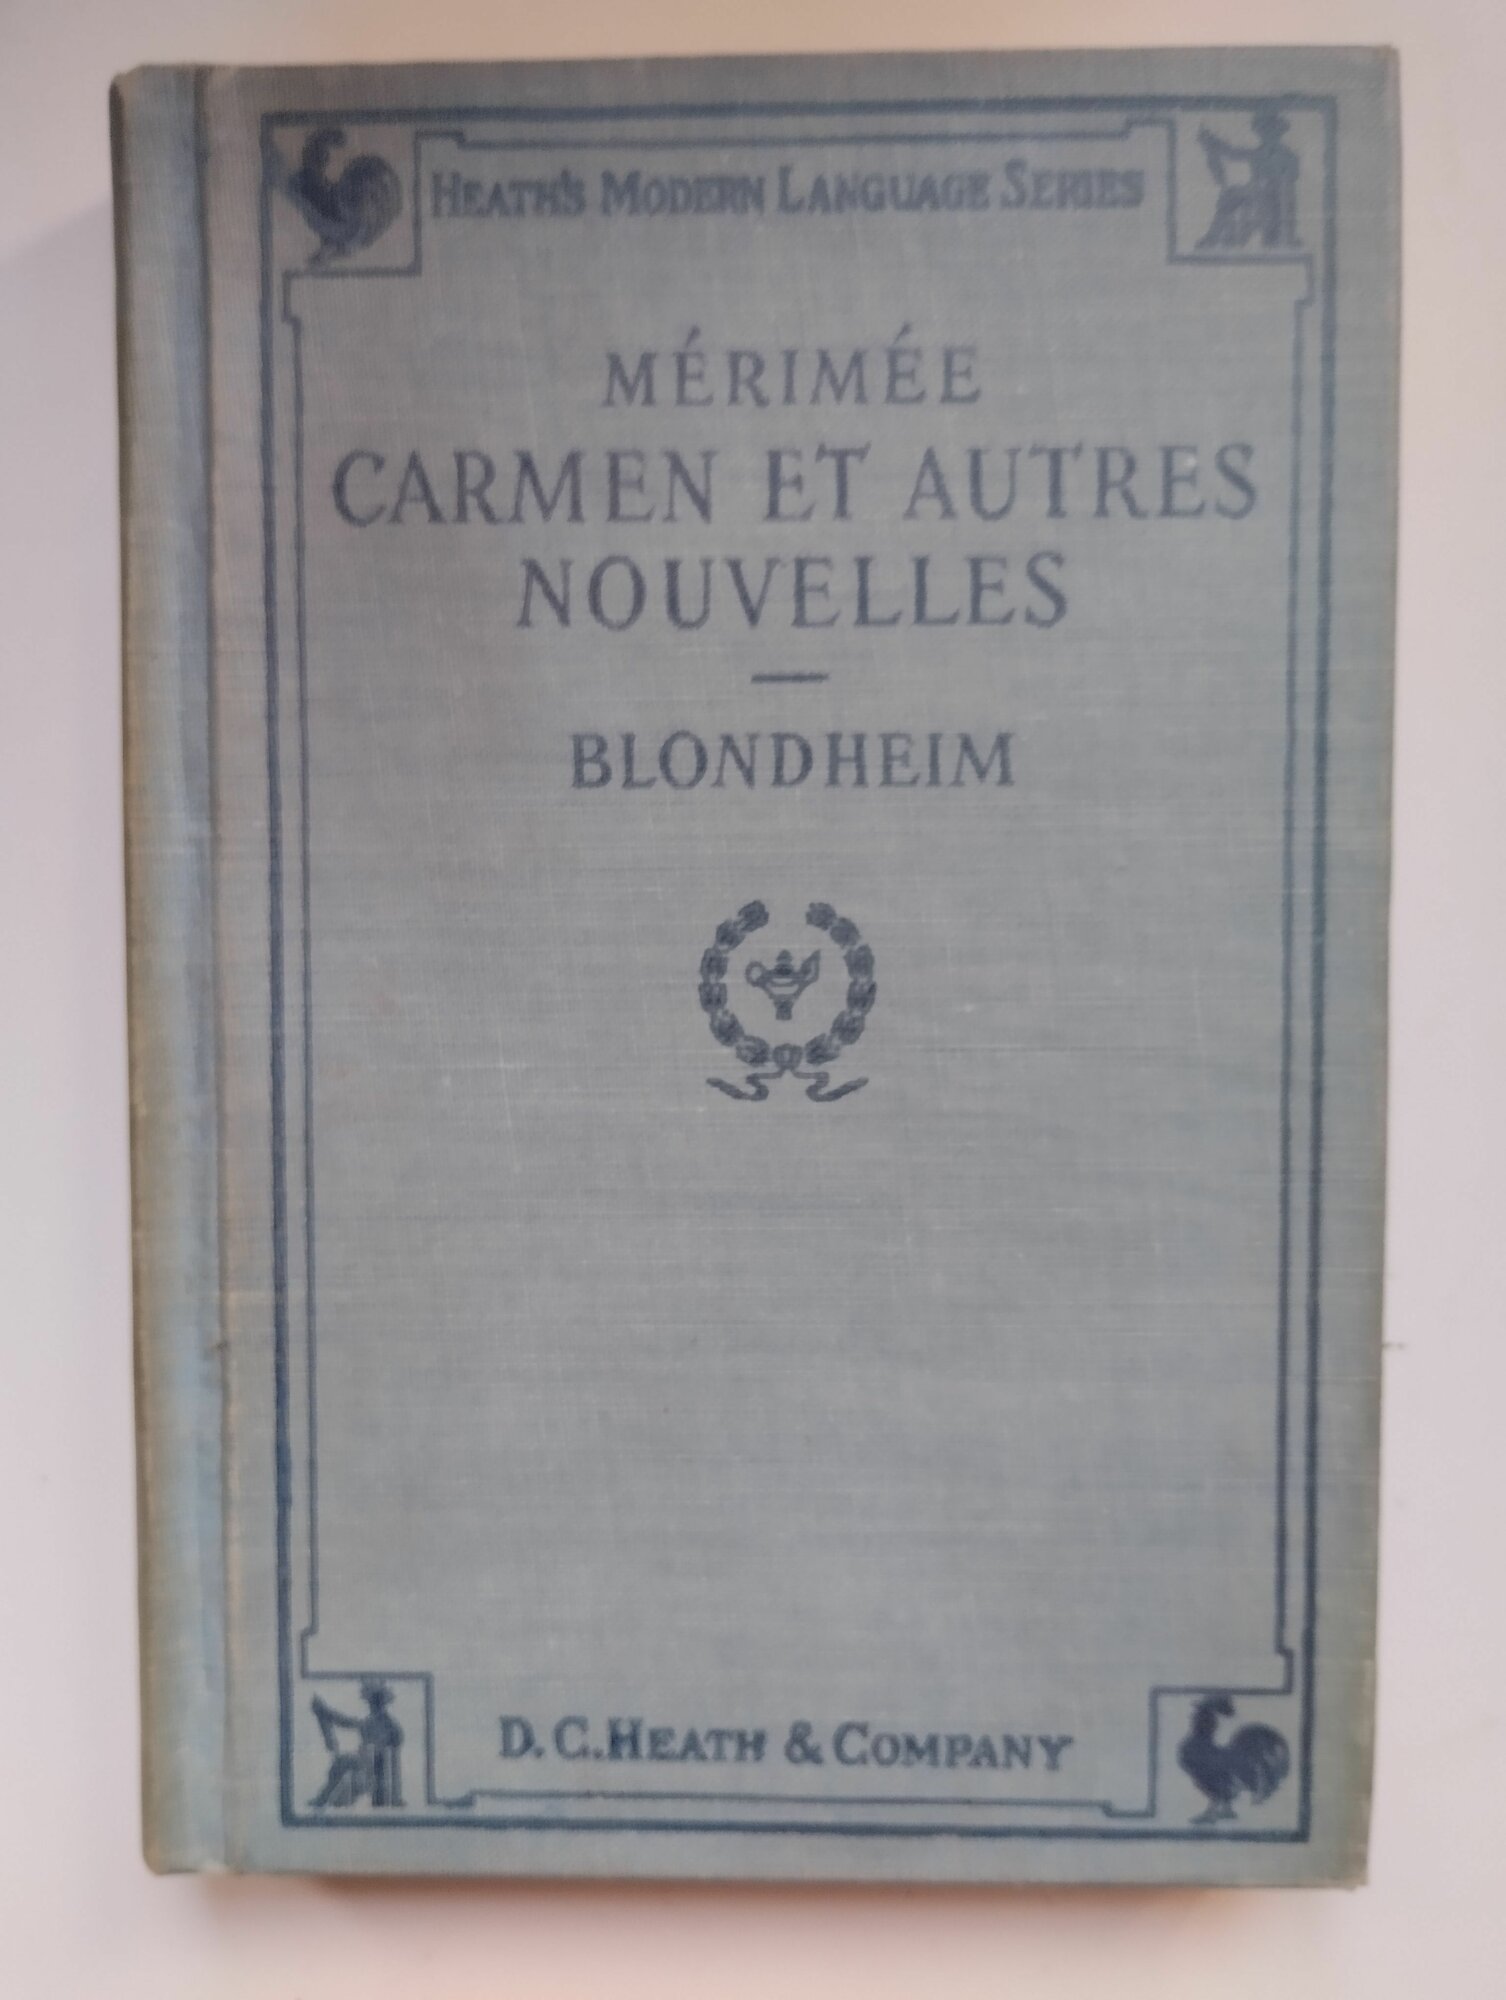 HEATH'S MODERN LANGUAGE SERIES
MÉRIMÉE
CARMEN ET AUTRES
NOUVELLES
BLONDHEIM
D. C. HEATH & COMPANY